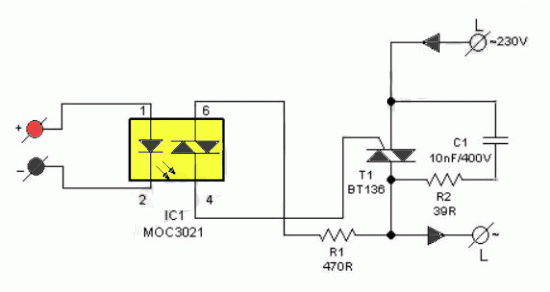 L
~230V
+
1
6
C1
10nF/400V
−
T1
BT136
2
4
R2
39R
IC1
MOC3021
R1
470R
~
L